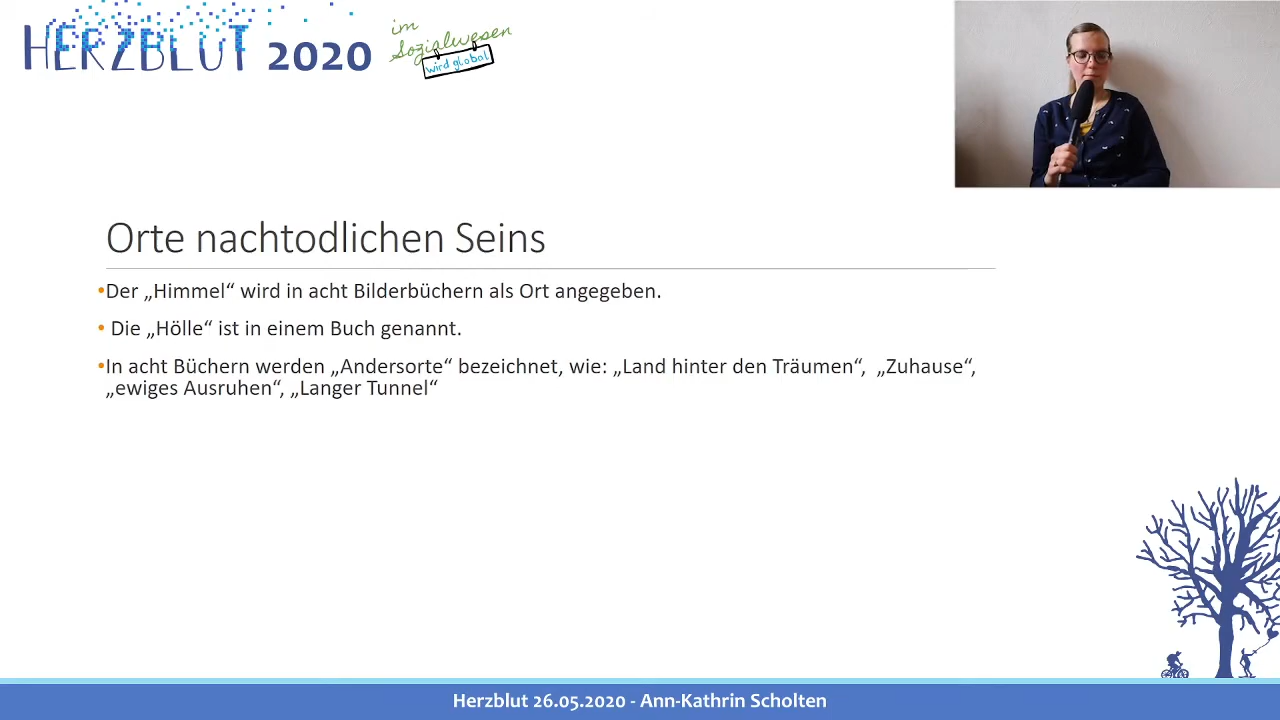 HERZBLUT 2020
im
Sozialwesen
wird global
Orte nachtodlichen Seins
•Der „Himmel“ wird in acht Bilderbüchern als Ort angegeben.
• Die „Hölle“ ist in einem Buch genannt.
•In acht Büchern werden „Andersorte“ bezeichnet, wie: „Land hinter den Träumen“, „Zuhause“,
„ewiges Ausruhen“, „Langer Tunnel“
Herzblut 26.05.2020 - Ann-Kathrin Scholten